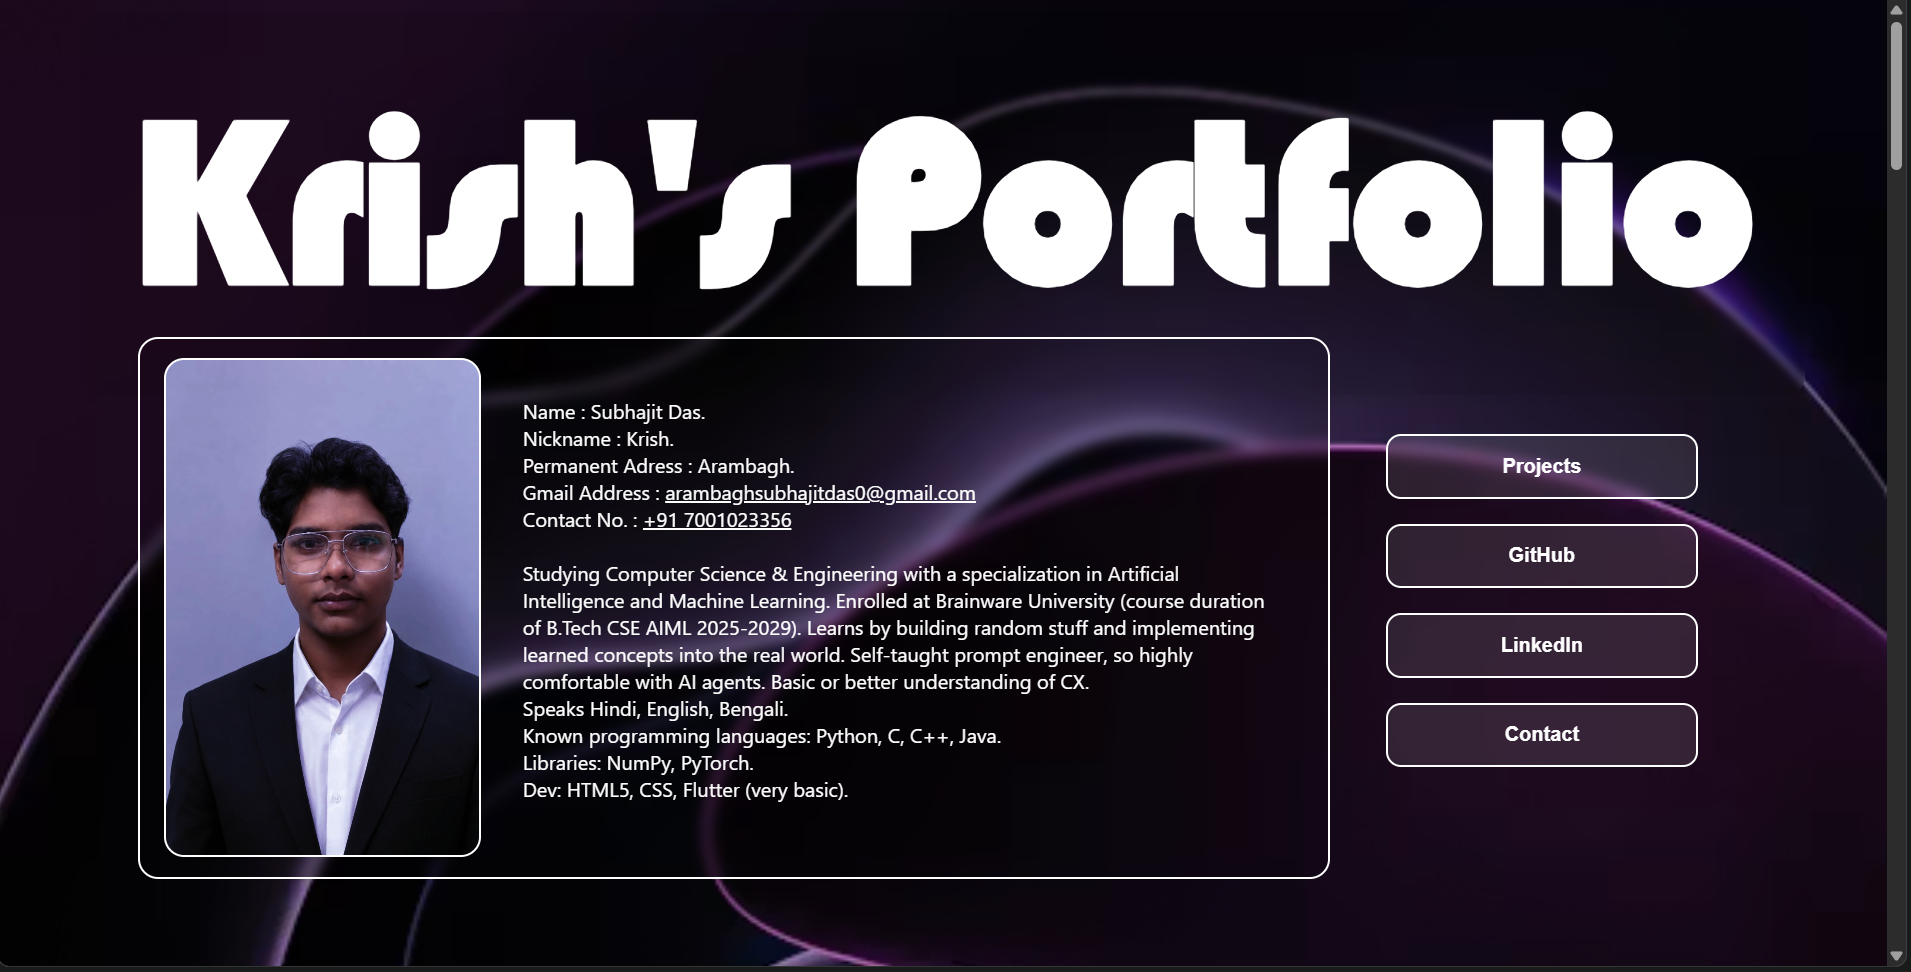 Krish's Portfolio
Name : Subhajit Das.
Nickname : Krish.
Permanent Adress : Arambagh.
Gmail Address : arambaghsubhajitdas0@gmail.com
Contact No. : +91 7001023356
Studying Computer Science & Engineering with a specialization in Artificial
Intelligence and Machine Learning. Enrolled at Brainware University (course duration
of B.Tech CSE AIML 2025-2029). Learns by building random stuff and implementing
learned concepts into the real world. Self-taught prompt engineer, so highly
comfortable with AI agents. Basic or better understanding of CX.
Speaks Hindi, English, Bengali.
Known programming languages: Python, C, C++, Java.
Libraries: NumPy, PyTorch.
Dev: HTML5, CSS, Flutter (very basic).
Projects
GitHub
LinkedIn
Contact